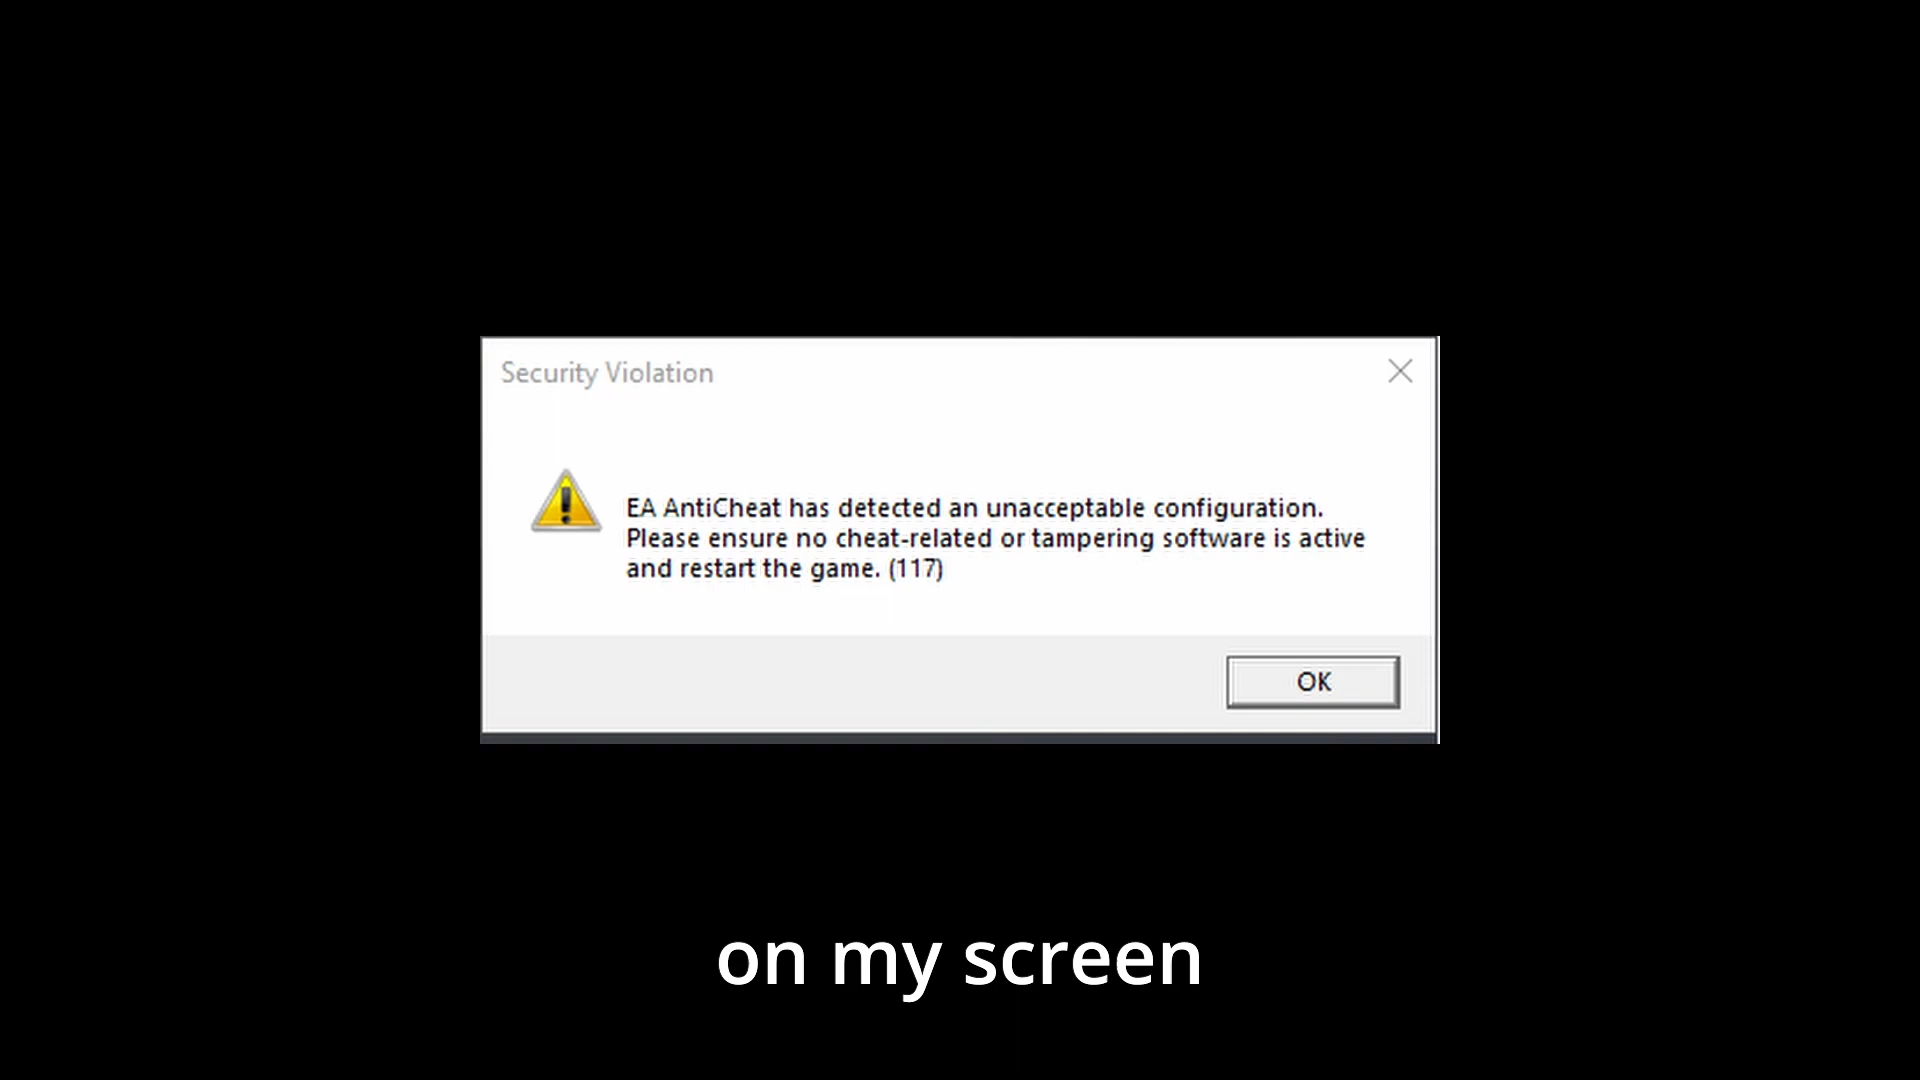 Security Violation
EA AntiCheat has detected an unacceptable configuration.
Please ensure no cheat-related or tampering software is active
and restart the game. (117)
OK
on my screen